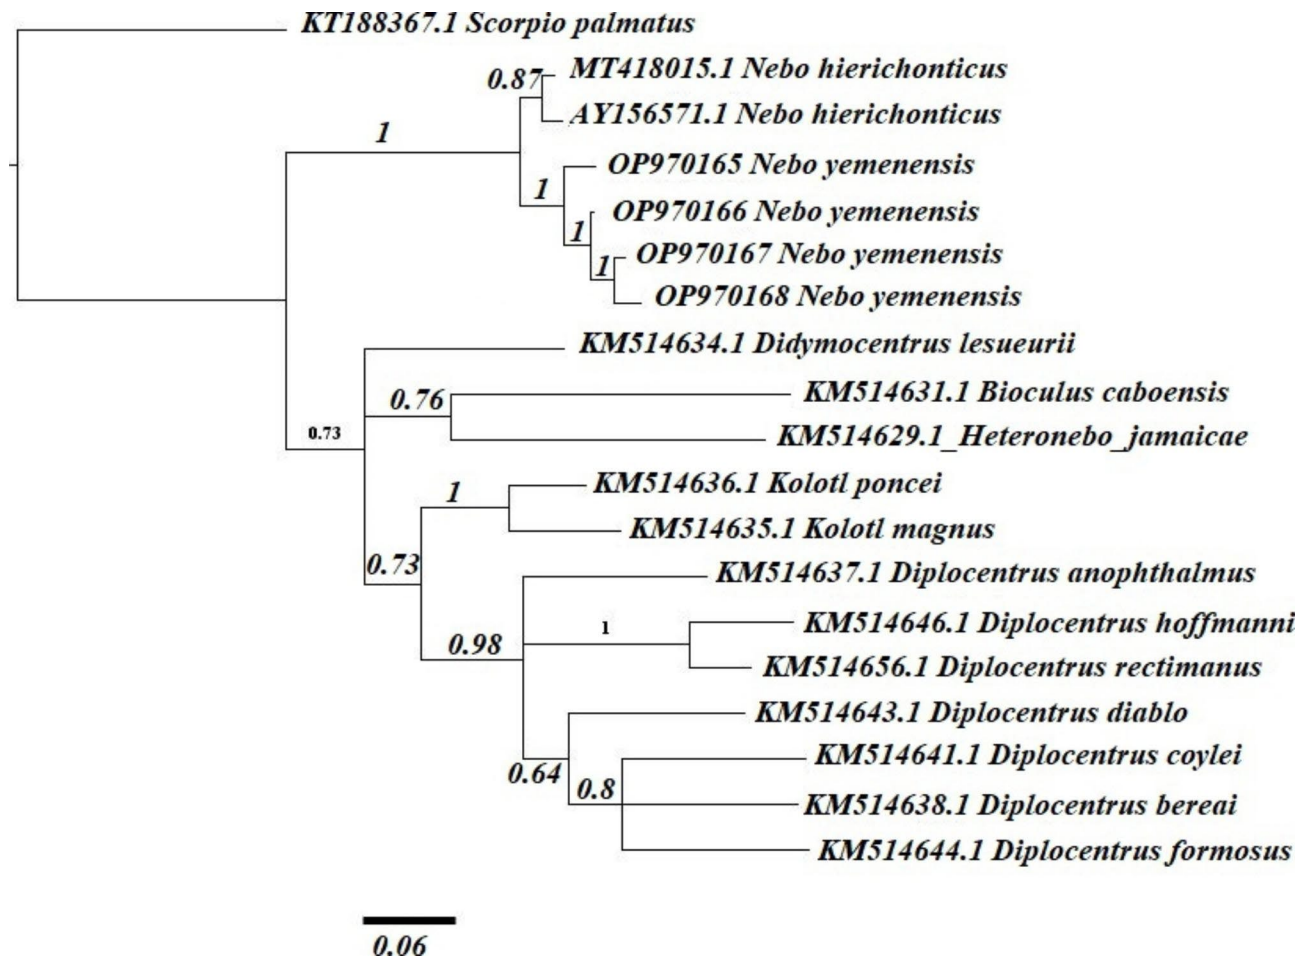 KT188367.1 Scorpio palmatus
MT418015.1 Nebo hierichonticus
0.87
AY156571.1 Nebo hierichonticus
1
OP970165 Nebo yemenensis
1
OP970166 Nebo yemenensis
1
OP970167 Nebo yemenensis
1
OP970168 Nebo yemenensis
KM514634.1 Didymocentrus lesueurii
KM514631.1 Bioculus caboensis
0.76
0.73
KM514629.1_Heteronebo_jamaicae
KM514636.1 Kolotl poncei
1
KM514635.1 Kolotl magnus
0.73
KM514637.1 Diplocentrus anophthalmus
KM514646.1 Diplocentrus hoffmanni
1
0.98
KM514656.1 Diplocentrus rectimanus
KM514643.1 Diplocentrus diablo
KM514641.1 Diplocentrus coylei
0.64
0.8
KM514638.1 Diplocentrus bereai
KM514644.1 Diplocentrus formosus
0.06